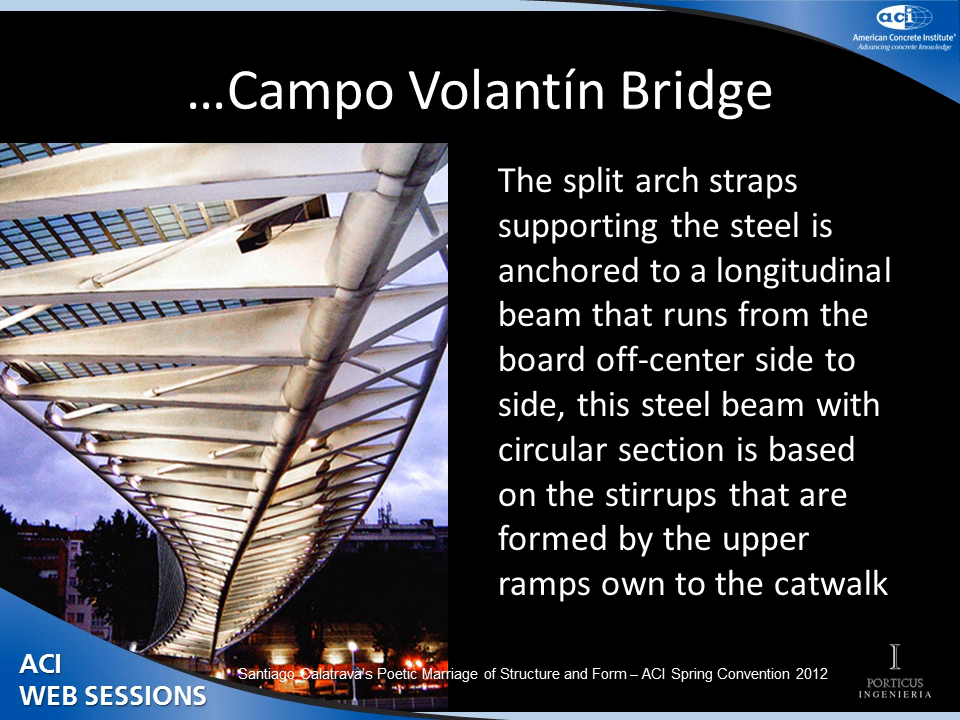 aci
American Concrete Institute®
Advancing concrete knowledge
...Campo Volantín Bridge
The split arch straps
supporting the steel is
anchored to a longitudinal
beam that runs from the
board off-center side to
side, this steel beam with
circular section is based
on the stirrups that are
formed by the upper
ramps own to the catwalk
ACI
WEB SESSIONS
Santiago Calatrava's Poetic Marriage of Structure and Form – ACI Spring Convention 2012
PORTICUS
INGENIERIA